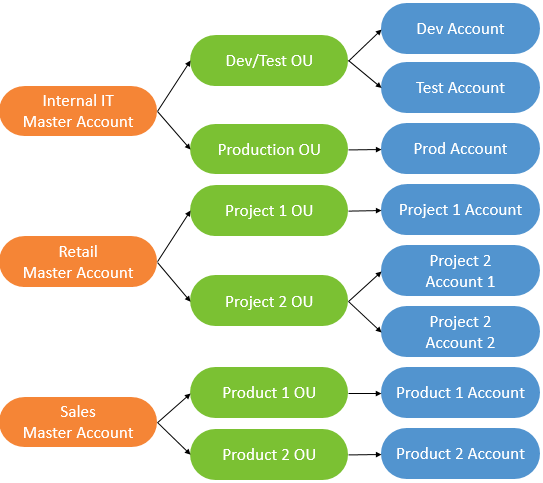 Internal IT
Master Account
Dev/Test OU
Dev Account
Test Account
Production OU
Prod Account
Retail
Master Account
Project 1 OU
Project 1 Account
Project 2 OU
Project 2
Account 1
Project 2
Account 2
Sales
Master Account
Product 1 OU
Product 1 Account
Product 2 OU
Product 2 Account